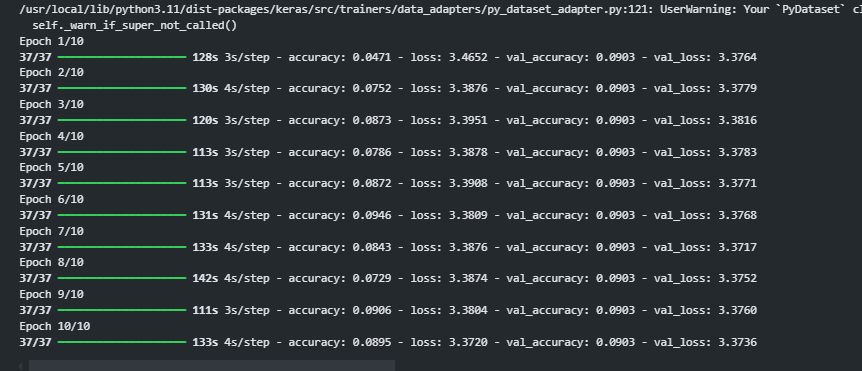 /usr/local/lib/python3.11/dist-packages/keras/src/trainers/data_adapters/py_dataset_adapter.py:121: UserWarning: Your `PyDataset` cl
self._warn_if_super_not_called()
Epoch 1/10
37/37 ━━━━━━━━━━━━━━━━━━━━ 128s 3s/step - accuracy: 0.0471 - loss: 3.4652 - val_accuracy: 0.0903 - val_loss: 3.3764
Epoch 2/10
37/37 ━━━━━━━━━━━━━━━━━━━━ 130s 4s/step - accuracy: 0.0752 - loss: 3.3876 - val_accuracy: 0.0903 - val_loss: 3.3779
Epoch 3/10
37/37 ━━━━━━━━━━━━━━━━━━━━ 120s 3s/step - accuracy: 0.0873 - loss: 3.3951 - val_accuracy: 0.0903 - val_loss: 3.3816
Epoch 4/10
37/37 ━━━━━━━━━━━━━━━━━━━━ 113s 3s/step - accuracy: 0.0786 - loss: 3.3878 - val_accuracy: 0.0903 - val_loss: 3.3783
Epoch 5/10
37/37 ━━━━━━━━━━━━━━━━━━━━ 113s 3s/step - accuracy: 0.0872 - loss: 3.3908 - val_accuracy: 0.0903 - val_loss: 3.3771
Epoch 6/10
37/37 ━━━━━━━━━━━━━━━━━━━━ 131s 4s/step - accuracy: 0.0946 - loss: 3.3809 - val_accuracy: 0.0903 - val_loss: 3.3768
Epoch 7/10
37/37 ━━━━━━━━━━━━━━━━━━━━ 133s 4s/step - accuracy: 0.0843 - loss: 3.3876 - val_accuracy: 0.0903 - val_loss: 3.3717
Epoch 8/10
37/37 ━━━━━━━━━━━━━━━━━━━━ 142s 4s/step - accuracy: 0.0729 - loss: 3.3874 - val_accuracy: 0.0903 - val_loss: 3.3752
Epoch 9/10
37/37 ━━━━━━━━━━━━━━━━━━━━ 111s 3s/step - accuracy: 0.0906 - loss: 3.3804 - val_accuracy: 0.0903 - val_loss: 3.3760
Epoch 10/10
37/37 ━━━━━━━━━━━━━━━━━━━━ 133s 4s/step - accuracy: 0.0895 - loss: 3.3720 - val_accuracy: 0.0903 - val_loss: 3.3736